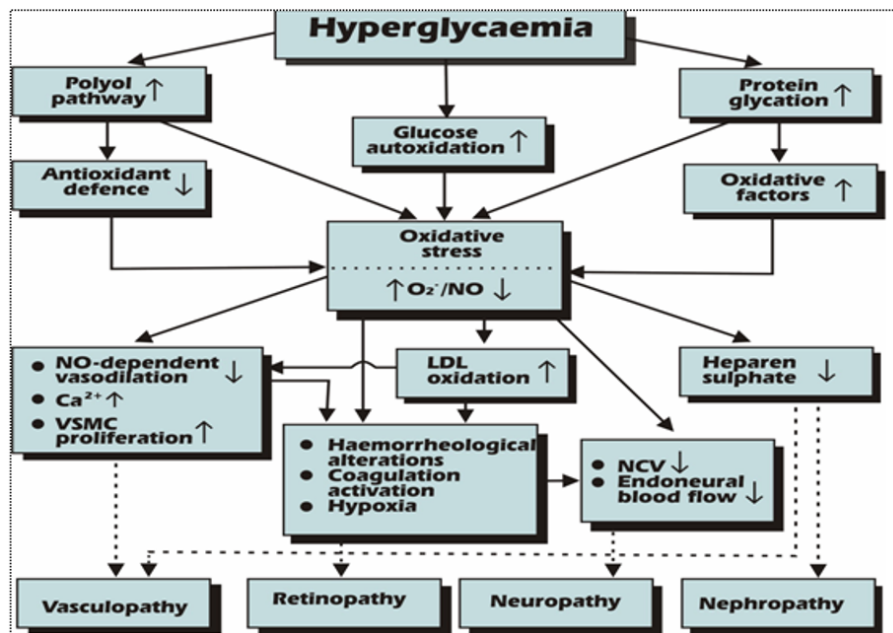 Hyperglycaemia
Polyol
pathway ↑
Glucose
autoxidation ↑
Protein
glycation ↑
Antioxidant
defence ↓
Oxidative
factors ↑
Oxidative
stress
↑ O₂⁻/NO ↓
● NO-dependent
vasodilation ↓
● Ca²⁺ ↑
● VSMC
proliferation ↑
LDL
oxidation ↑
Heparen
sulphate ↓
● Haemorrheological
alterations
● Coagulation
activation
● Hypoxia
● NCV ↓
● Endoneural
blood flow ↓
Vasculopathy
Retinopathy
Neuropathy
Nephropathy